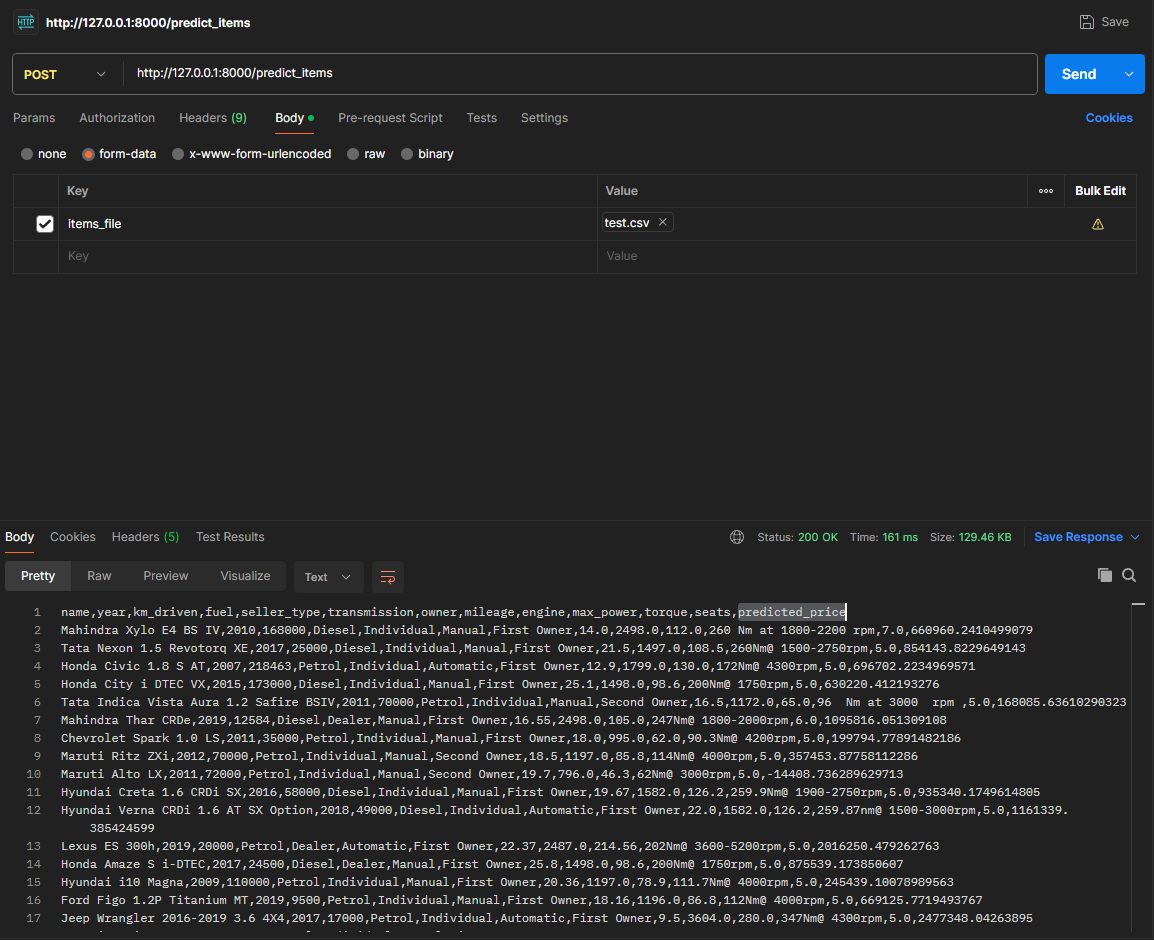 HTTP http://127.0.0.1:8000/predict_items Save
POST http://127.0.0.1:8000/predict_items Send
Params Authorization Headers (9) Body Pre-request Script Tests Settings Cookies
none form-data x-www-form-urlencoded raw binary
Key Value Bulk Edit
items_file test.csv
Key Value
Body Cookies Headers (5) Test Results Status: 200 OK Time: 161 ms Size: 129.46 KB Save Response
Pretty Raw Preview Visualize Text
1 name,year,km_driven,fuel,seller_type,transmission,owner,mileage,engine,max_power,torque,seats,predicted_price
2 Mahindra Xylo E4 BS IV,2010,168000,Diesel,Individual,Manual,First Owner,14.0,2498.0,112.0,260 Nm at 1800-2200 rpm,7.0,660960.2410499079
3 Tata Nexon 1.5 Revotorq XE,2017,25000,Diesel,Individual,Manual,First Owner,21.5,1497.0,108.5,260Nm@ 1500-2750rpm,5.0,854143.8229649143
4 Honda Civic 1.8 S AT,2007,218463,Petrol,Individual,Automatic,First Owner,12.9,1799.0,130.0,172Nm@ 4300rpm,5.0,696702.2234969571
5 Honda City i DTEC VX,2015,173000,Diesel,Individual,Manual,First Owner,25.1,1498.0,98.6,200Nm@ 1750rpm,5.0,630220.412193276
6 Tata Indica Vista Aura 1.2 Safire BSIV,2011,70000,Petrol,Individual,Manual,Second Owner,16.5,1172.0,65.0,96  Nm at 3000  rpm ,5.0,168085.63610290323
7 Mahindra Thar CRDe,2019,12584,Diesel,Dealer,Manual,First Owner,16.55,2498.0,105.0,247Nm@ 1800-2000rpm,6.0,1095816.051309108
8 Chevrolet Spark 1.0 LS,2011,35000,Petrol,Individual,Manual,First Owner,18.0,995.0,62.0,90.3Nm@ 4200rpm,5.0,199794.77891482186
9 Maruti Ritz ZXi,2012,70000,Petrol,Individual,Manual,Second Owner,18.5,1197.0,85.8,114Nm@ 4000rpm,5.0,357453.87758112286
10 Maruti Alto LX,2011,72000,Petrol,Individual,Manual,Second Owner,19.7,796.0,46.3,62Nm@ 3000rpm,5.0,-14408.736289629713
11 Hyundai Creta 1.6 CRDi SX,2016,58000,Diesel,Individual,Manual,First Owner,19.67,1582.0,126.2,259.9Nm@ 1900-2750rpm,5.0,935340.1749614805
12 Hyundai Verna CRDi 1.6 AT SX Option,2018,49000,Diesel,Individual,Automatic,First Owner,22.0,1582.0,126.2,259.87nm@ 1500-3000rpm,5.0,1161339.
385424599
13 Lexus ES 300h,2019,20000,Petrol,Dealer,Automatic,First Owner,22.37,2487.0,214.56,202Nm@ 3600-5200rpm,5.0,2016250.479262763
14 Honda Amaze S i-DTEC,2017,24500,Diesel,Dealer,Manual,First Owner,25.8,1498.0,98.6,200Nm@ 1750rpm,5.0,875539.173850607
15 Hyundai i10 Magna,2009,110000,Petrol,Individual,Manual,First Owner,20.36,1197.0,78.9,111.7Nm@ 4000rpm,5.0,245439.10078989563
16 Ford Figo 1.2P Titanium MT,2019,9500,Petrol,Individual,Manual,First Owner,18.16,1196.0,86.8,112Nm@ 4000rpm,5.0,669125.7719493767
17 Jeep Wrangler 2016-2019 3.6 4X4,2017,17000,Petrol,Individual,Automatic,First Owner,9.5,3604.0,280.0,347Nm@ 4300rpm,5.0,2477348.04263895